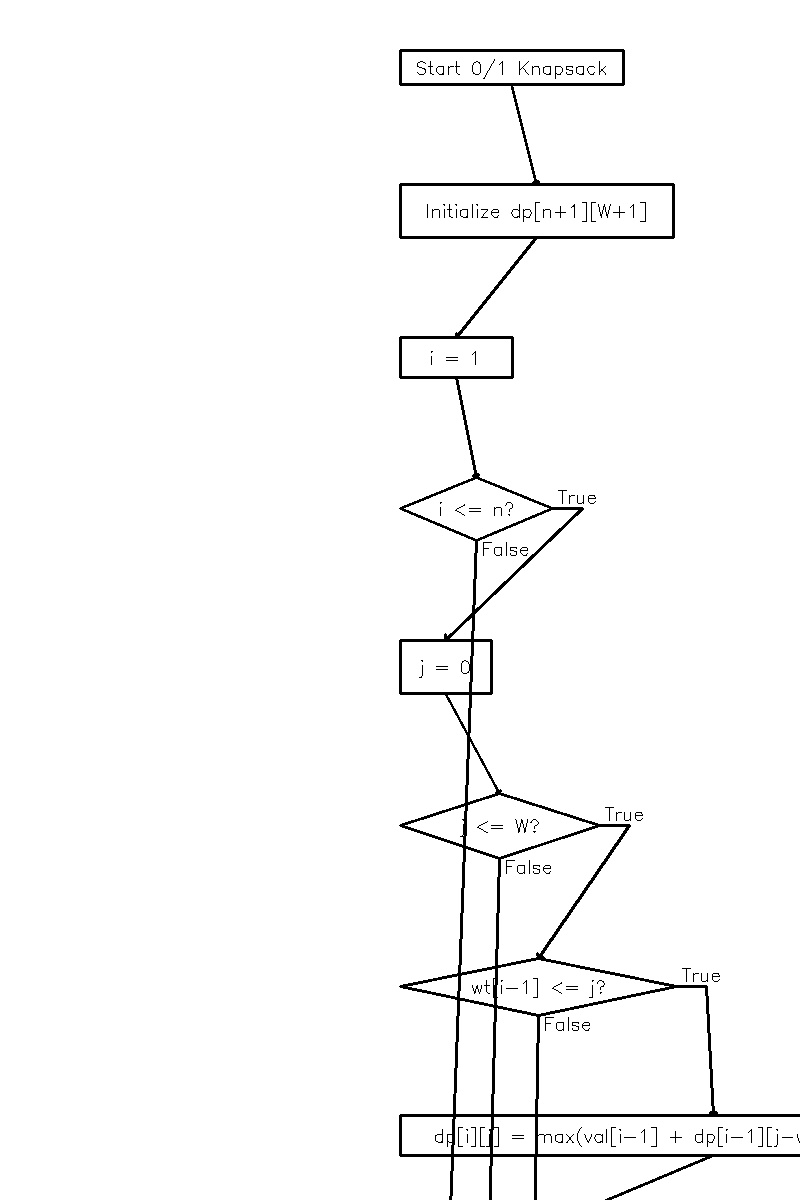 Start 0/1 Knapsack
Initialize dp[n+1][W+1]
i = 1
i <= n?
True
False
j = 0
True
j <= W?
False
True
wt[i-1] <= j?
False
dp[i][j] = max(val[i-1] + dp[i-1][j-